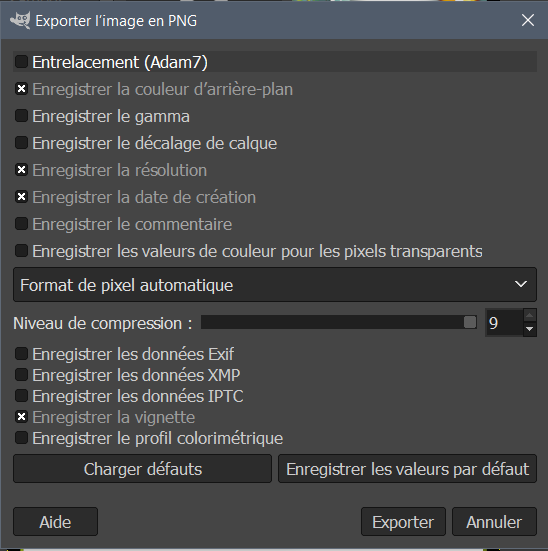 Exporter l'image en PNG
Entrelacement (Adam7)
Enregistrer la couleur d'arrière-plan
Enregistrer le gamma
Enregistrer le décalage de calque
Enregistrer la résolution
Enregistrer la date de création
Enregistrer le commentaire
Enregistrer les valeurs de couleur pour les pixels transparents
Format de pixel automatique
Niveau de compression : 9
Enregistrer les données Exif
Enregistrer les données XMP
Enregistrer les données IPTC
Enregistrer la vignette
Enregistrer le profil colorimétrique
Charger défauts Enregistrer les valeurs par défaut
Aide Exporter Annuler